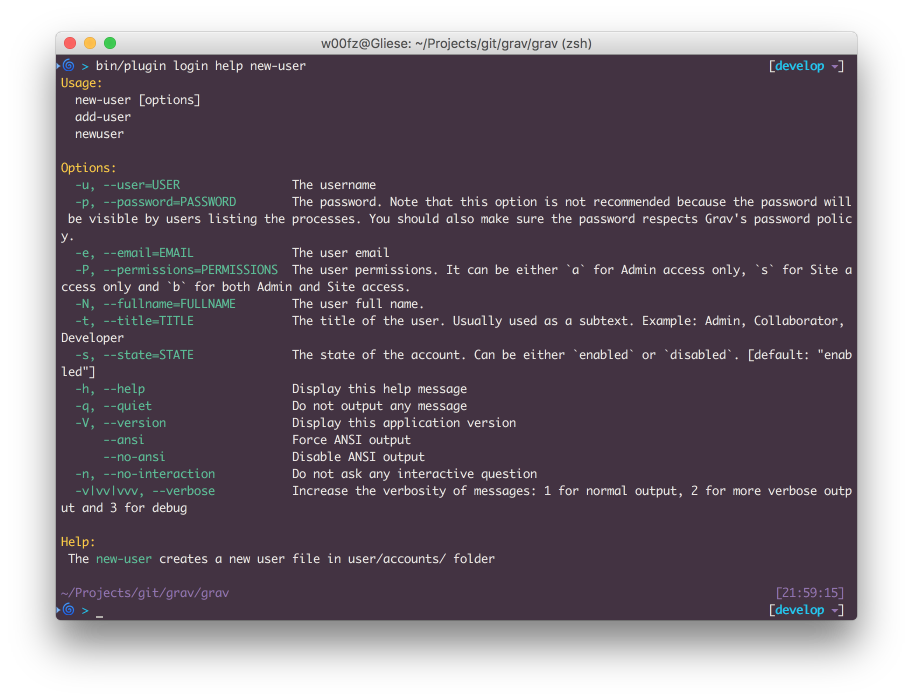 w00fz@Gliese: ~/Projects/git/grav/grav (zsh)
> bin/plugin login help new-user [develop ▾]
Usage:
new-user [options]
add-user
newuser
Options:
-u, --user=USER The username
-p, --password=PASSWORD The password. Note that this option is not recommended because the password will
be visible by users listing the processes. You should also make sure the password respects Grav's password polic
y.
-e, --email=EMAIL The user email
-P, --permissions=PERMISSIONS The user permissions. It can be either `a` for Admin access only, `s` for Site a
ccess only and `b` for both Admin and Site access.
-N, --fullname=FULLNAME The user full name.
-t, --title=TITLE The title of the user. Usually used as a subtext. Example: Admin, Collaborator,
Developer
-s, --state=STATE The state of the account. Can be either `enabled` or `disabled`. [default: "enab
led"]
-h, --help Display this help message
-q, --quiet Do not output any message
-V, --version Display this application version
--ansi Force ANSI output
--no-ansi Disable ANSI output
-n, --no-interaction Do not ask any interactive question
-v|vv|vvv, --verbose Increase the verbosity of messages: 1 for normal output, 2 for more verbose outp
ut and 3 for debug
Help:
The new-user creates a new user file in user/accounts/ folder
~/Projects/git/grav/grav [21:59:15]
> _ [develop ▾]